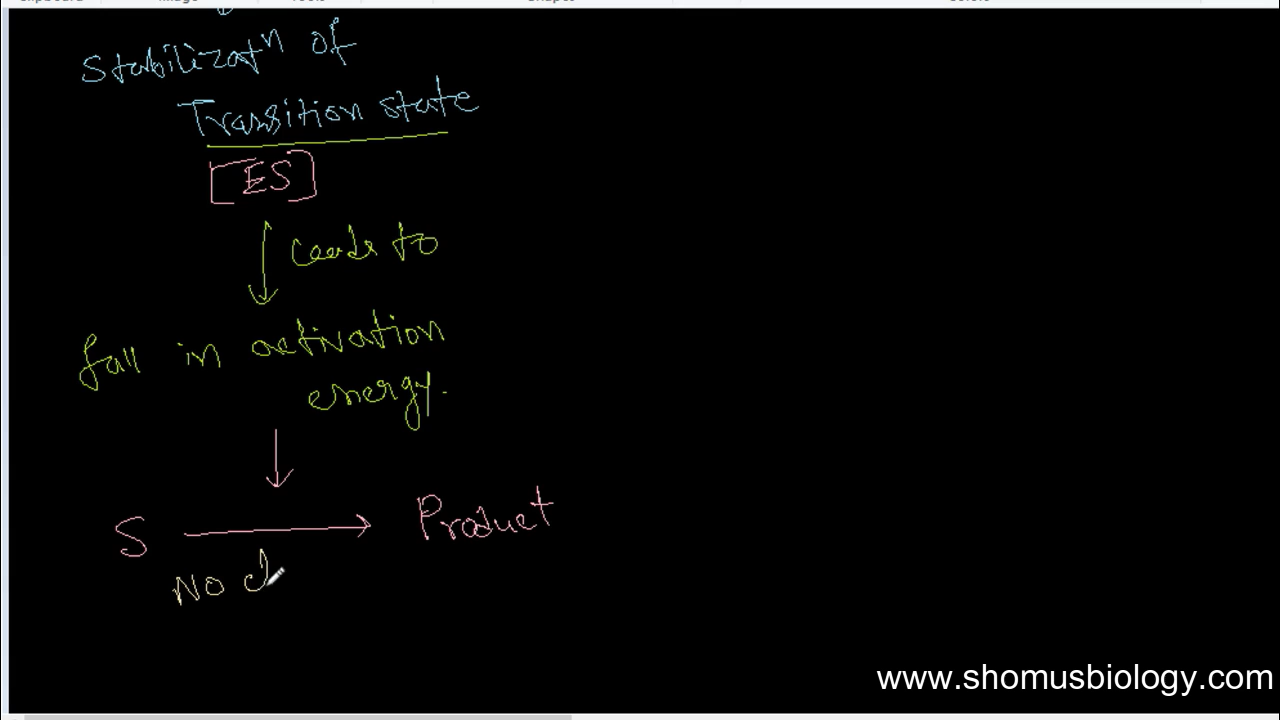 Stabilizatⁿ of
Transition state
[ES]
Leads to
fall in activation
energy.
S → Product
NO
www.shomusbiology.com